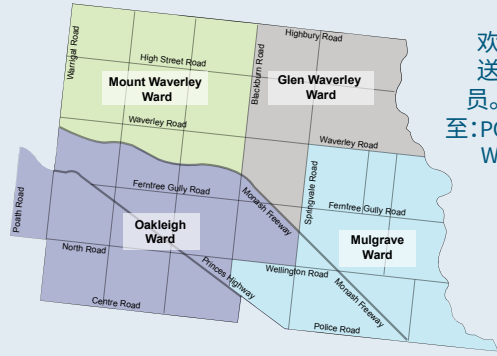 Highbury Road
Warrigal Road
High Street Road
Blackburn Road
Mount Waverley
Ward
Glen Waverley
Ward
Waverley Road
Waverley Road
Springvale Road
Ferntree Gully Road
Ferntree Gully Road
Monash Freeway
Poath Road
Oakleigh
Ward
Mulgrave
Ward
North Road
Wellington Road
Princes Highway
Monash Freeway
Centre Road
Police Road
欢
送
员。
至:PO
W